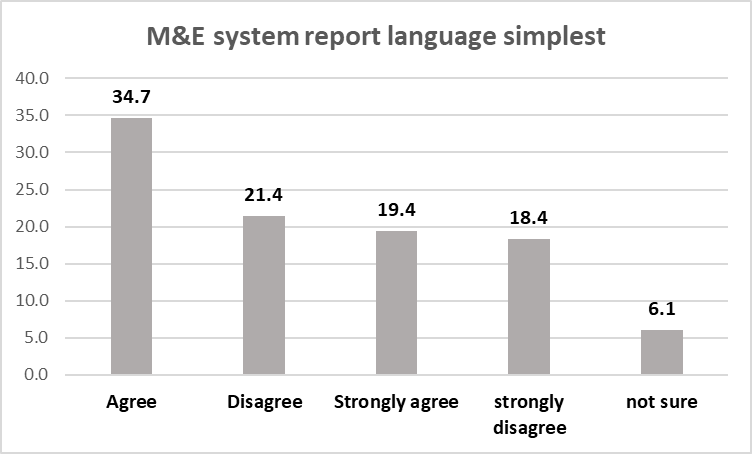 M&E system report language simplest
40.0
35.0
30.0
25.0
20.0
15.0
10.0
5.0
0.0
34.7
21.4
19.4
18.4
6.1
Agree
Disagree
Strongly agree
strongly
disagree
not sure